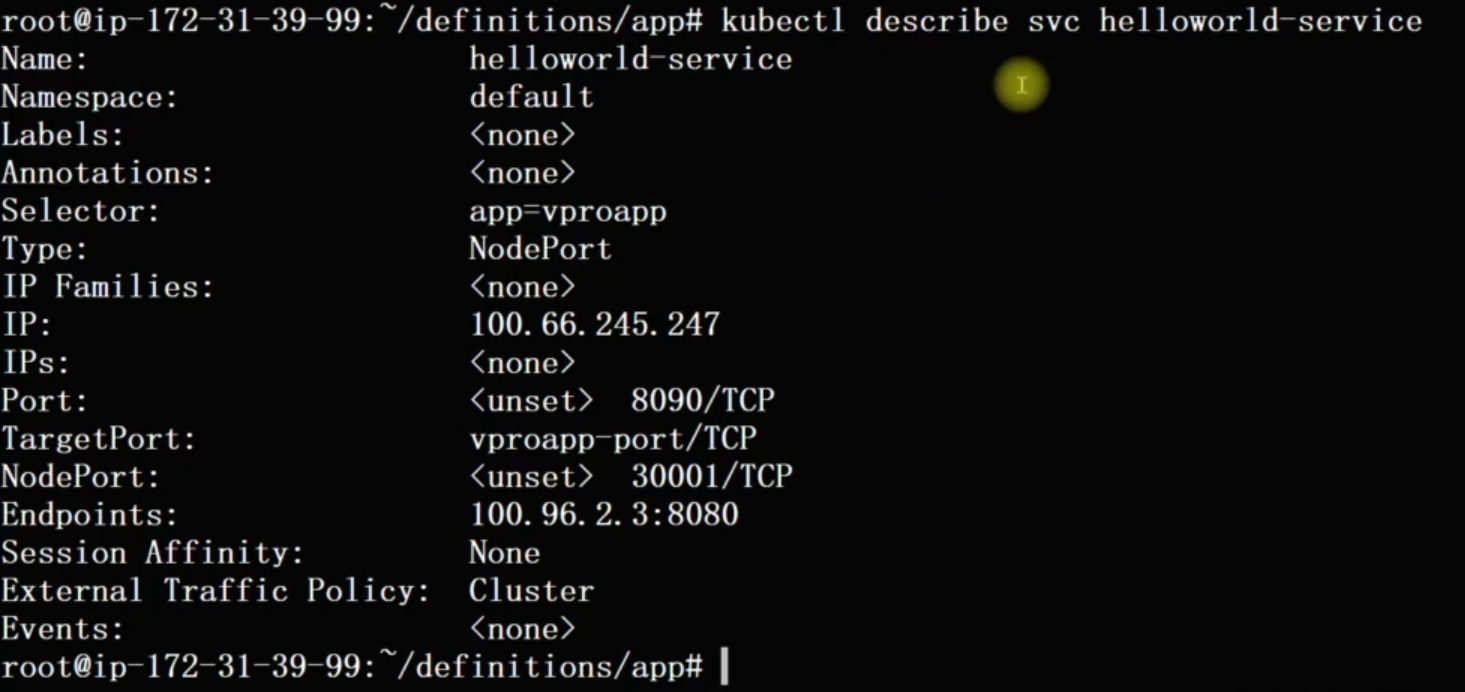 root@ip-172-31-39-99:~/definitions/app# kubectl describe svc helloworld-service
Name:                     helloworld-service
Namespace:                default
Labels:                   <none>
Annotations:              <none>
Selector:                 app=vproapp
Type:                     NodePort
IP Families:              <none>
IP:                       100.66.245.247
IPs:                      <none>
Port:                     <unset>  8090/TCP
TargetPort:               vproapp-port/TCP
NodePort:                 <unset>  30001/TCP
Endpoints:                100.96.2.3:8080
Session Affinity:         None
External Traffic Policy:  Cluster
Events:                   <none>
root@ip-172-31-39-99:~/definitions/app#